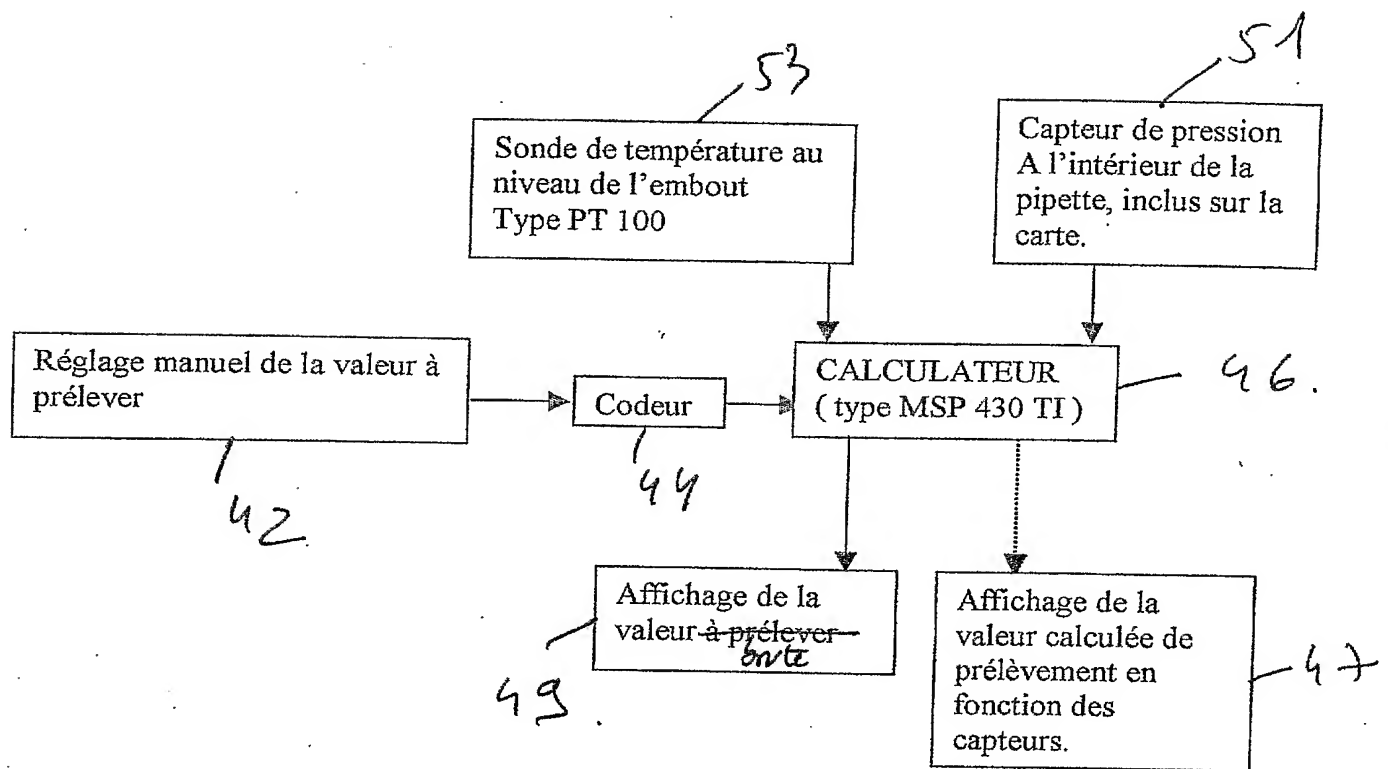 53
51
Sonde de température au
niveau de l'embout
Type PT 100
Capteur de pression
A l'intérieur de la
pipette, inclus sur la
carte.
Réglage manuel de la valeur à
prélever
Codeur
CALCULATEUR
( type MSP 430 TI )
46.
42.
44
Affichage de la
valeur à prélever
brute
49.
Affichage de la
valeur calculée de
prélèvement en
fonction des
capteurs.
47